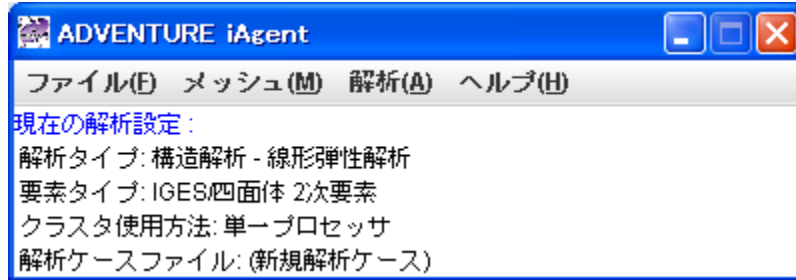 ADVENTURE iAgent
ファイル(F) メッシュ(M) 解析(A) ヘルプ(H)
現在の解析設定 :
解析タイプ: 構造解析 - 線形弾性解析
要素タイプ: IGES/四面体 2次要素
クラスタ使用方法: 単一プロセッサ
解析ケースファイル: (新規解析ケース)